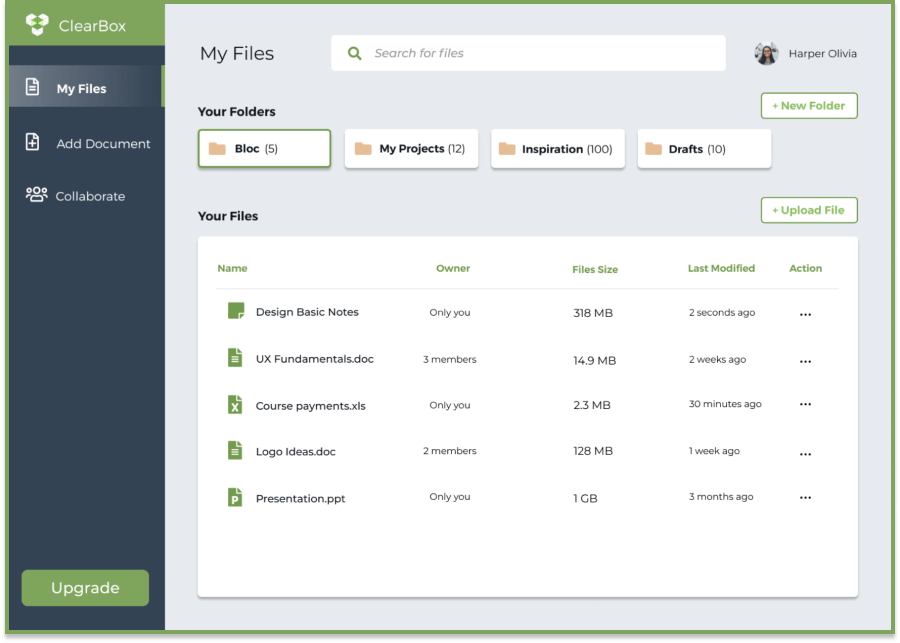 ClearBox
My Files
Search for files
Harper Olivia
My Files
Add Document
Collaborate
Upgrade
Your Folders
+ New Folder
Bloc (5)
My Projects (12)
Inspiration (100)
Drafts (10)
Your Files
+ Upload File
Name Owner Files Size Last Modified Action
Design Basic Notes Only you 318 MB 2 seconds ago ...
UX Fundamentals.doc 3 members 14.9 MB 2 weeks ago ...
X Course payments.xls Only you 2.3 MB 30 minutes ago ...
Logo Ideas.doc 2 members 128 MB 1 week ago ...
P Presentation.ppt Only you 1 GB 3 months ago ...